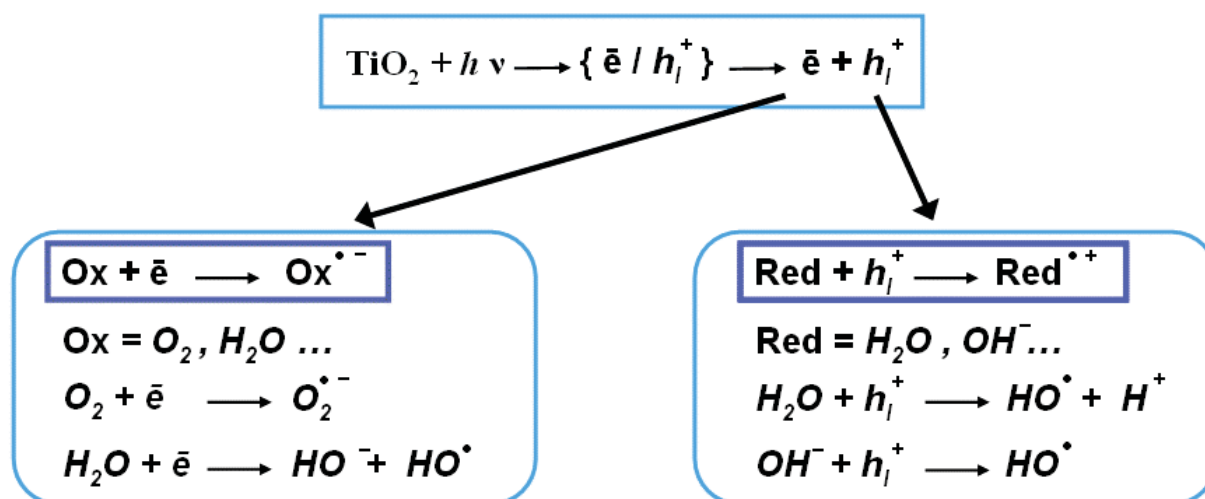 TiO₂ + h ν ⟶ { ē / hₗ⁺ } ⟶ ē + hₗ⁺
Ox + ē ⟶ Ox•⁻
Ox = O₂ , H₂O ...
O₂ + ē ⟶ O₂•⁻
H₂O + ē ⟶ HO⁻ + HO•
Red + hₗ⁺ ⟶ Red•⁺
Red = H₂O , OH⁻...
H₂O + hₗ⁺ ⟶ HO• + H⁺
OH⁻ + hₗ⁺ ⟶ HO•